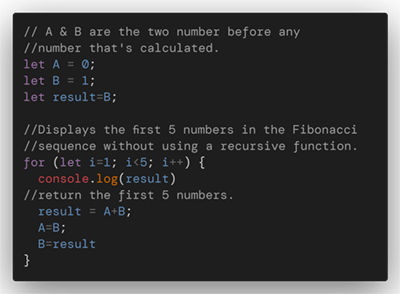 // A & B are the two number before any
//number that's calculated.
let A = 0;
let B = 1;
let result=B;
//Displays the first 5 numbers in the Fibonacci
//sequence without using a recursive function.
for (let i=1; i<5; i++) {
console.log(result)
//return the first 5 numbers.
result = A+B;
A=B;
B=result
}